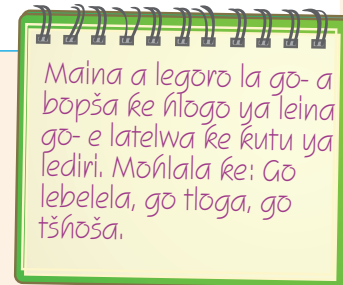 Maina a legoro la go- a
bopša ke hlogo ya leina
go- e latelwa ke kutu ya
lediri. Mohlala ke: Go
lebelela, go tloga, go
tšhoša.